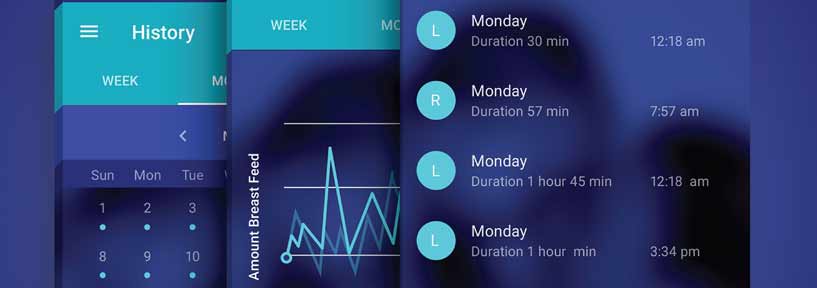 History
WEEK
Sun Mon Tue
1 2 3
8 9 10
WEEK
Amount Breast Feed
L
Monday
Duration 30 min
12:18 am
R
Monday
Duration 57 min
7:57 am
L
Monday
Duration 1 hour 45 min
12:18 am
L
Monday
Duration 1 hour min
3:34 pm